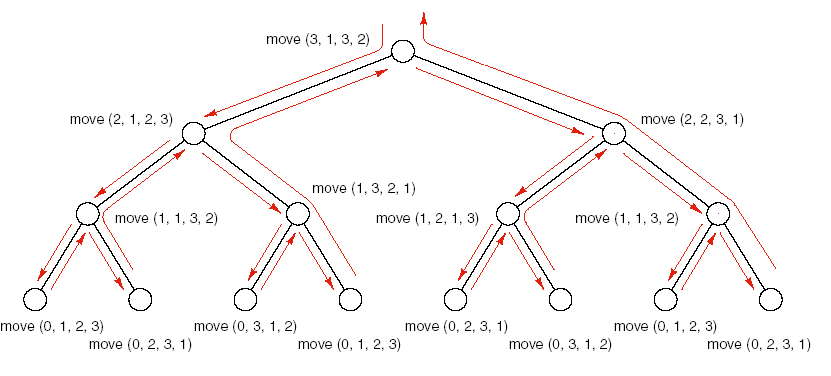 move (3, 1, 3, 2)
move (2, 1, 2, 3)
move (2, 2, 3, 1)
move (1, 1, 3, 2)
move (1, 3, 2, 1)
move (1, 2, 1, 3)
move (1, 1, 3, 2)
move (0, 1, 2, 3)
move (0, 2, 3, 1)
move (0, 3, 1, 2)
move (0, 1, 2, 3)
move (0, 2, 3, 1)
move (0, 3, 1, 2)
move (0, 1, 2, 3)
move (0, 2, 3, 1)